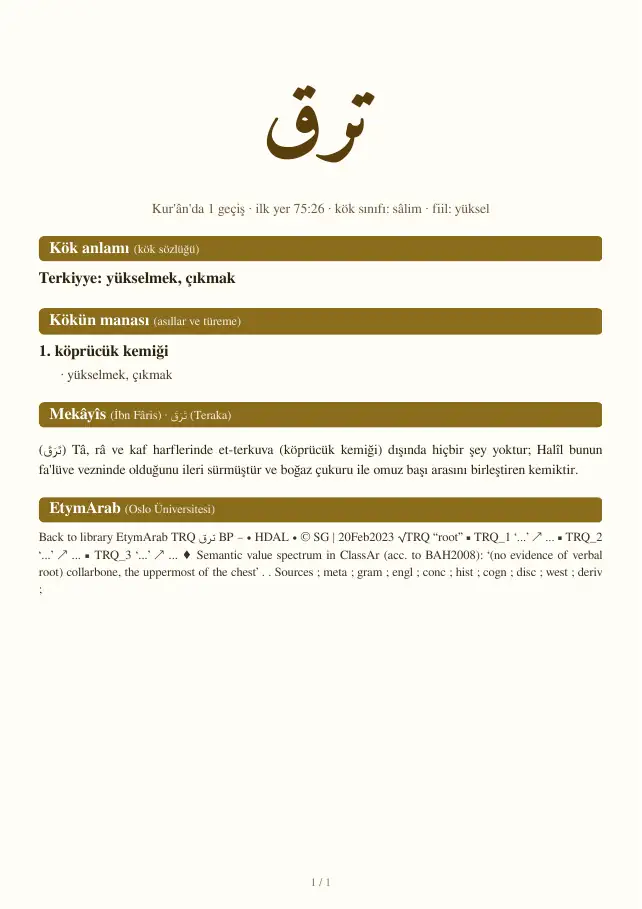 ترق
Kur'ân'da 1 geçiş · ilk yer 75:26 · kök sınıfı: sâlim · fiil: yüksel
Kök anlamı (kök sözlüğü)
Terkiyye: yükselmek, çıkmak
Kökün manası (asıllar ve türeme)
1. köprücük kemiği
· yükselmek, çıkmak
Mekâyîs (İbn Fâris) · تَرَقَ (Teraka)
(تَرَقَ) Tâ, râ ve kaf harflerinde et-terkuva (köprücük kemiği) dışında hiçbir şey yoktur; Halîl bunun
fa'lüve vezninde olduğunu ileri sürmüştür ve boğaz çukuru ile omuz başı arasını birleştiren kemiktir.
EtymArab (Oslo Üniversitesi)
Back to library EtymArab TRQ ترق BP – • HDAL • © SG | 20Feb2023 √TRQ “root” ▪ TRQ_1 ‘...’ ↗ ... ▪ TRQ_2
‘...’ ↗ ... ▪ TRQ_3 ‘...’ ↗ ... ♦ Semantic value spectrum in ClassAr (acc. to BAH2008): ‘(no evidence of verbal
root) collarbone, the uppermost of the chest’ . . Sources ; meta ; gram ; engl ; conc ; hist ; cogn ; disc ; west ; deriv
;
1 / 1